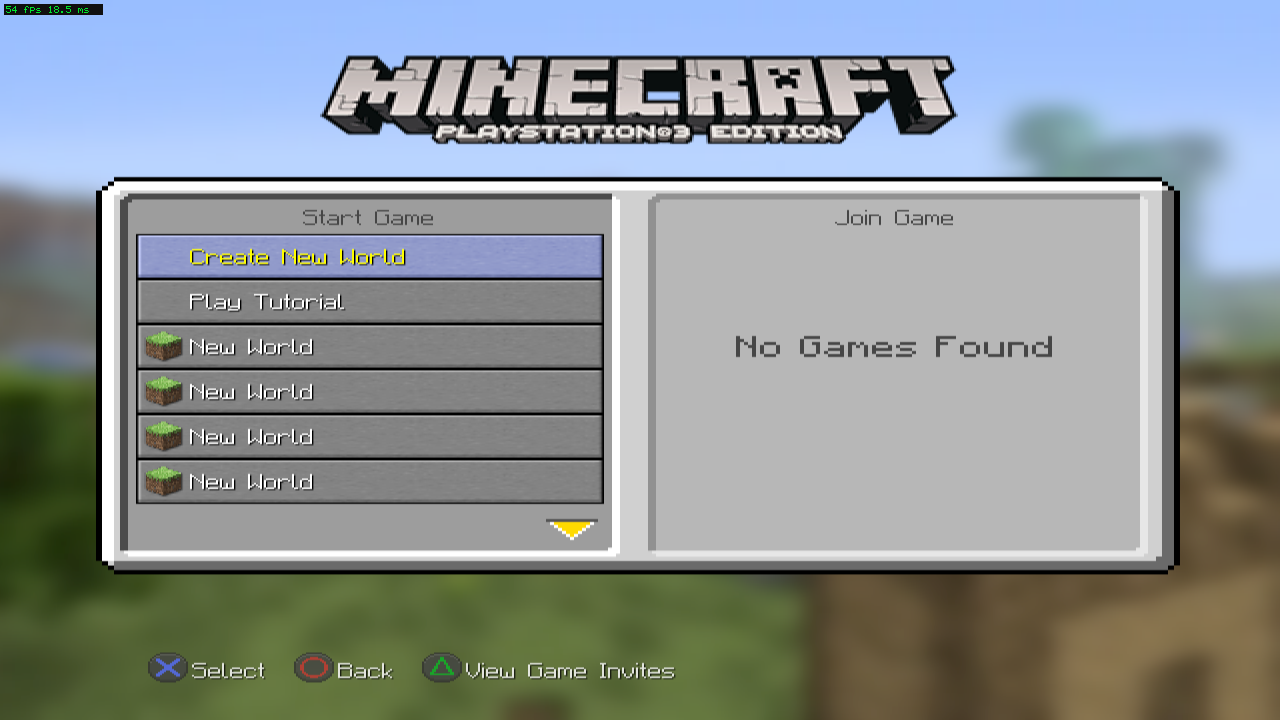 54 fps 18.5 ms
MINECRAFT
PLAYSTATION®3 EDITION
Start Game
Create New World
Play Tutorial
New World
New World
New World
New World
Join Game
No Games Found
Select Back View Game Invites